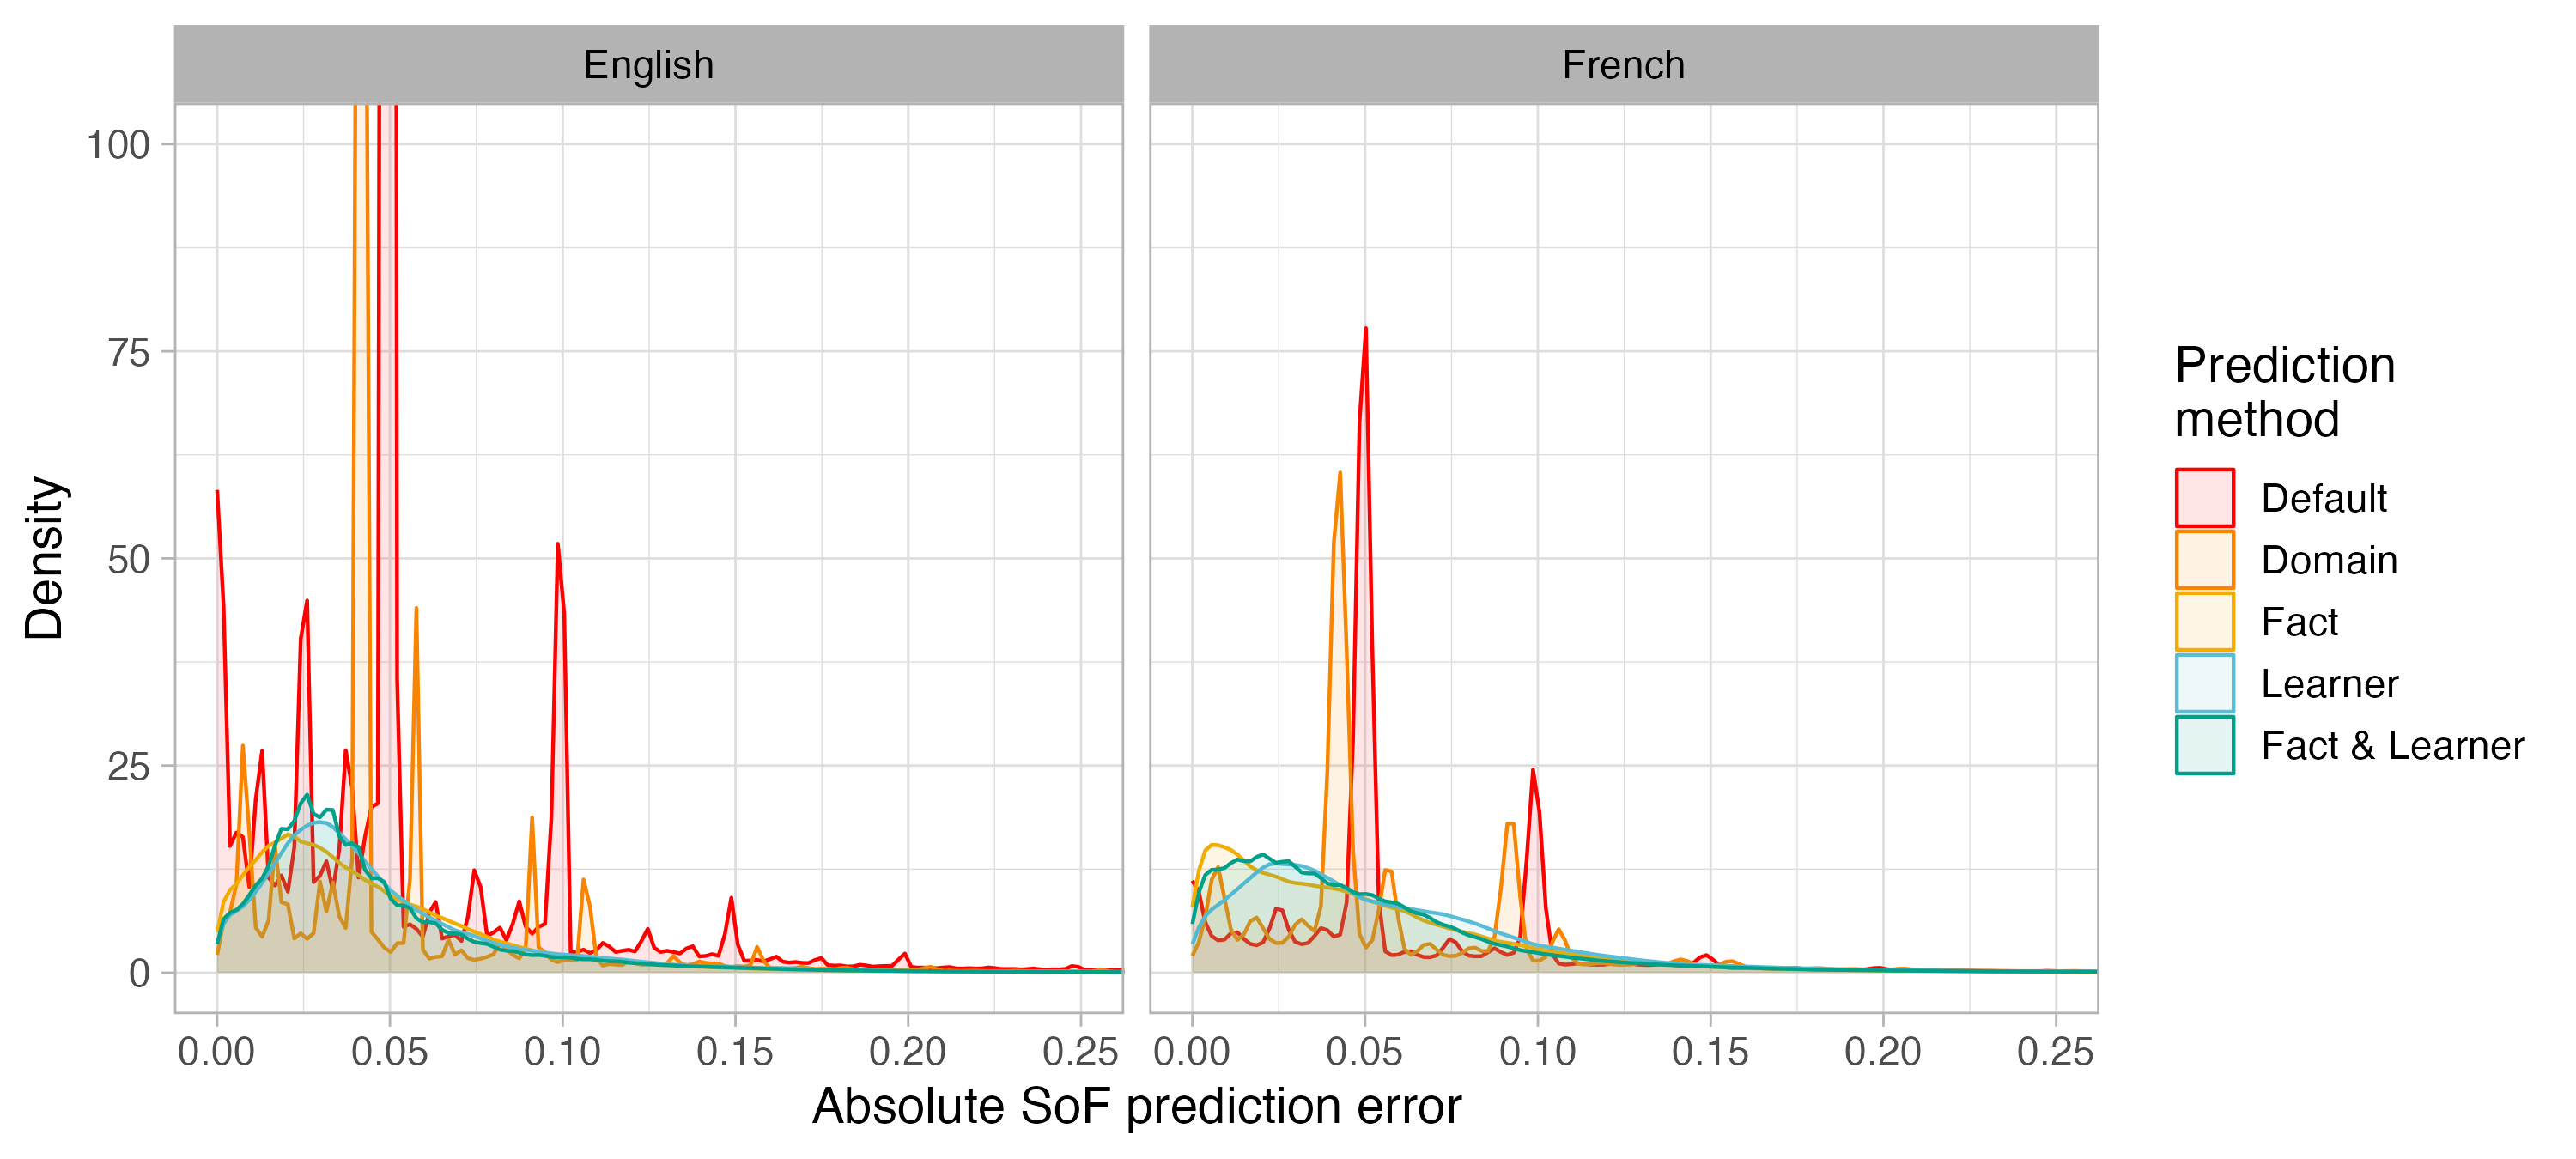 English
French
100
75
50
25
0
Density
0.00 0.05 0.10 0.15 0.20 0.25
0.00 0.05 0.10 0.15 0.20 0.25
Absolute SoF prediction error
Prediction
method
Default
Domain
Fact
Learner
Fact & Learner